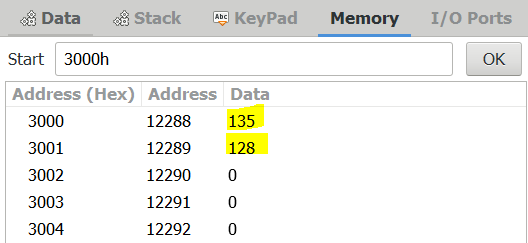 Data Stack Abc KeyPad Memory I/O Ports
Start 3000h OK
Address (Hex) Address Data
3000 12288 135
3001 12289 128
3002 12290 0
3003 12291 0
3004 12292 0